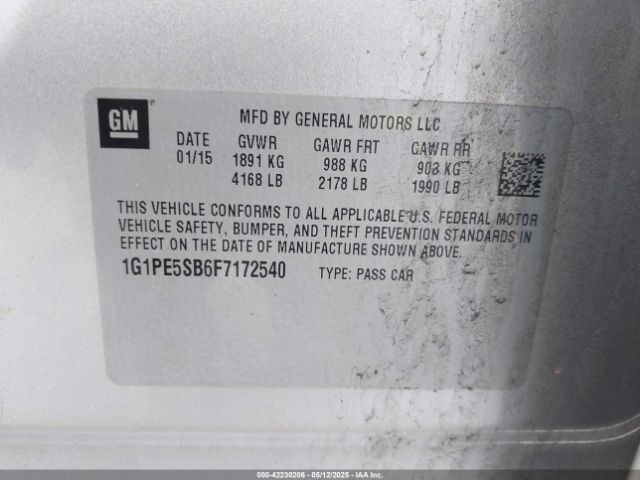 GM ®
MFD BY GENERAL MOTORS LLC
DATE GVWR GAWR FRT GAWR RR
01/15 1891 KG 988 KG 903 KG
4168 LB 2178 LB 1990 LB
THIS VEHICLE CONFORMS TO ALL APPLICABLE U.S. FEDERAL MOTOR
VEHICLE SAFETY, BUMPER, AND THEFT PREVENTION STANDARDS IN
EFFECT ON THE DATE OF MANUFACTURE SHOWN ABOVE.
1G1PE5SB6F7172540 TYPE: PASS CAR
000-42230206 - 05/12/2025 - IAAI.COM